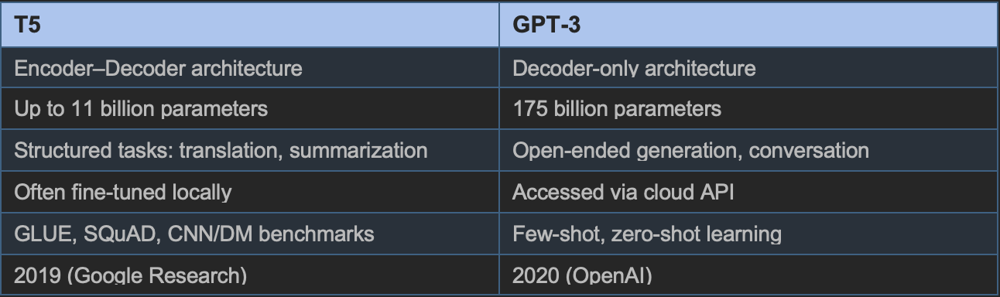 T5 GPT-3
Encoder–Decoder architecture Decoder-only architecture
Up to 11 billion parameters 175 billion parameters
Structured tasks: translation, summarization Open-ended generation, conversation
Often fine-tuned locally Accessed via cloud API
GLUE, SQuAD, CNN/DM benchmarks Few-shot, zero-shot learning
2019 (Google Research) 2020 (OpenAI)